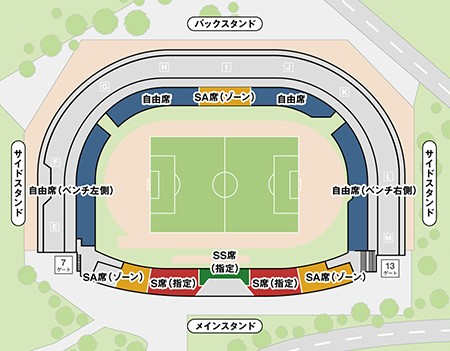 バックスタンド
H
I
J
G
K
自由席
SA席(ゾーン)
自由席
サイドスタンド
サイドスタンド
F
L
自由席(ベンチ左側)
自由席(ベンチ右側)
E
M
7
ゲート
SS席
(指定)
13
ゲート
SA席(ゾーン)
S席(指定)
S席(指定)
SA席(ゾーン)
メインスタンド